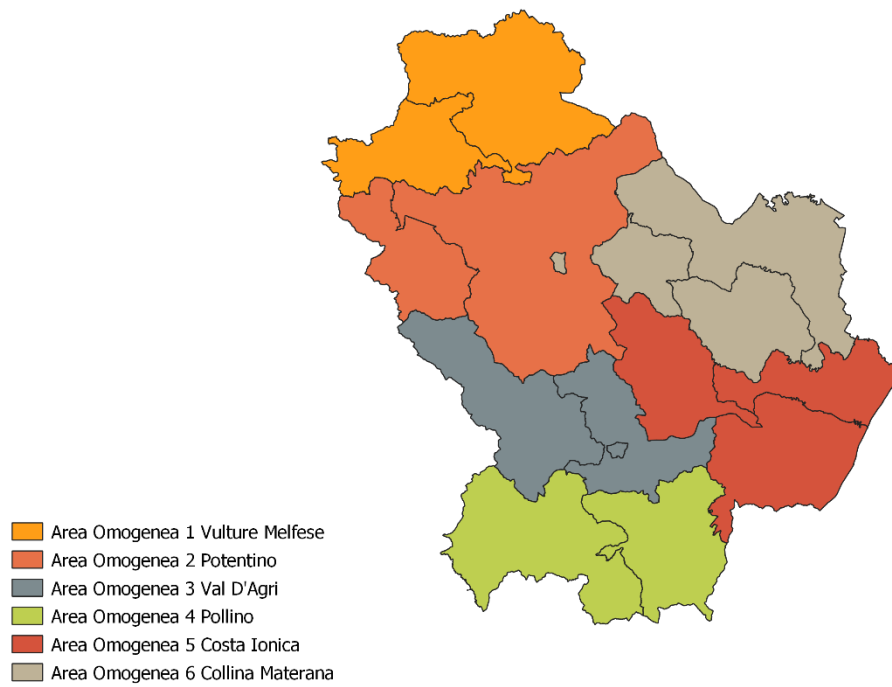 Area Omogenea 1 Vulture Melfese
Area Omogenea 2 Potentino
Area Omogenea 3 Val D'Agri
Area Omogenea 4 Pollino
Area Omogenea 5 Costa Ionica
Area Omogenea 6 Collina Materana